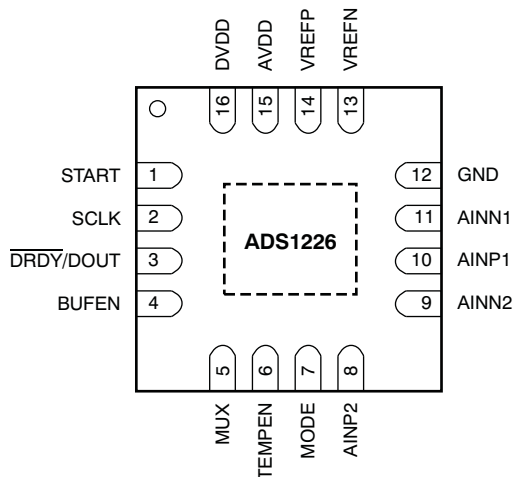 DVDD
AVDD
VREFP
VREFN
16
15
14
13
START 1
12 GND
SCLK 2
11 AINN1
ADS1226
DRDY/DOUT 3
10 AINP1
BUFEN 4
9 AINN2
5
6
7
8
MUX
TEMPEN
MODE
AINP2